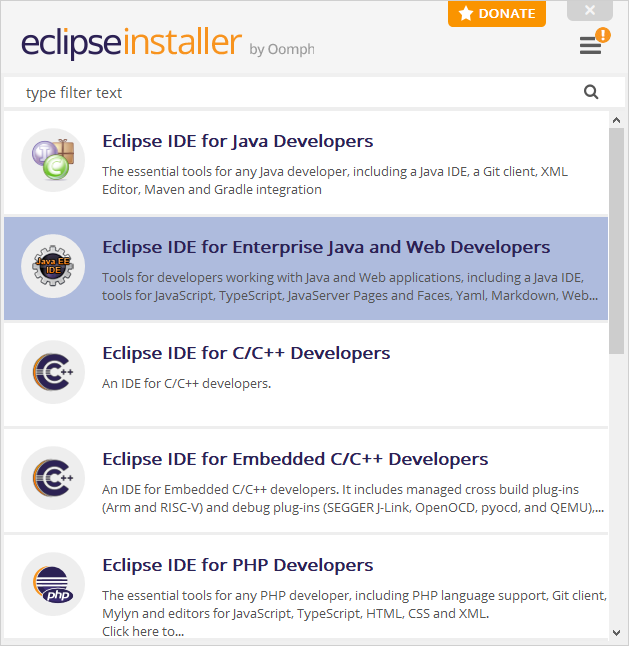 DONATE
eclipseinstaller by Oomph
type filter text
Eclipse IDE for Java Developers
The essential tools for any Java developer, including a Java IDE, a Git client, XML
Editor, Maven and Gradle integration
Java EE
IDE
Eclipse IDE for Enterprise Java and Web Developers
Tools for developers working with Java and Web applications, including a Java IDE,
tools for JavaScript, TypeScript, JavaServer Pages and Faces, Yaml, Markdown, Web...
Eclipse IDE for C/C++ Developers
An IDE for C/C++ developers.
Eclipse IDE for Embedded C/C++ Developers
An IDE for Embedded C/C++ developers. It includes managed cross build plug-ins
(Arm and RISC-V) and debug plug-ins (SEGGER J-Link, OpenOCD, pyocd, and QEMU),...
php
Eclipse IDE for PHP Developers
The essential tools for any PHP developer, including PHP language support, Git client,
Mylyn and editors for JavaScript, TypeScript, HTML, CSS and XML.
Click here to...